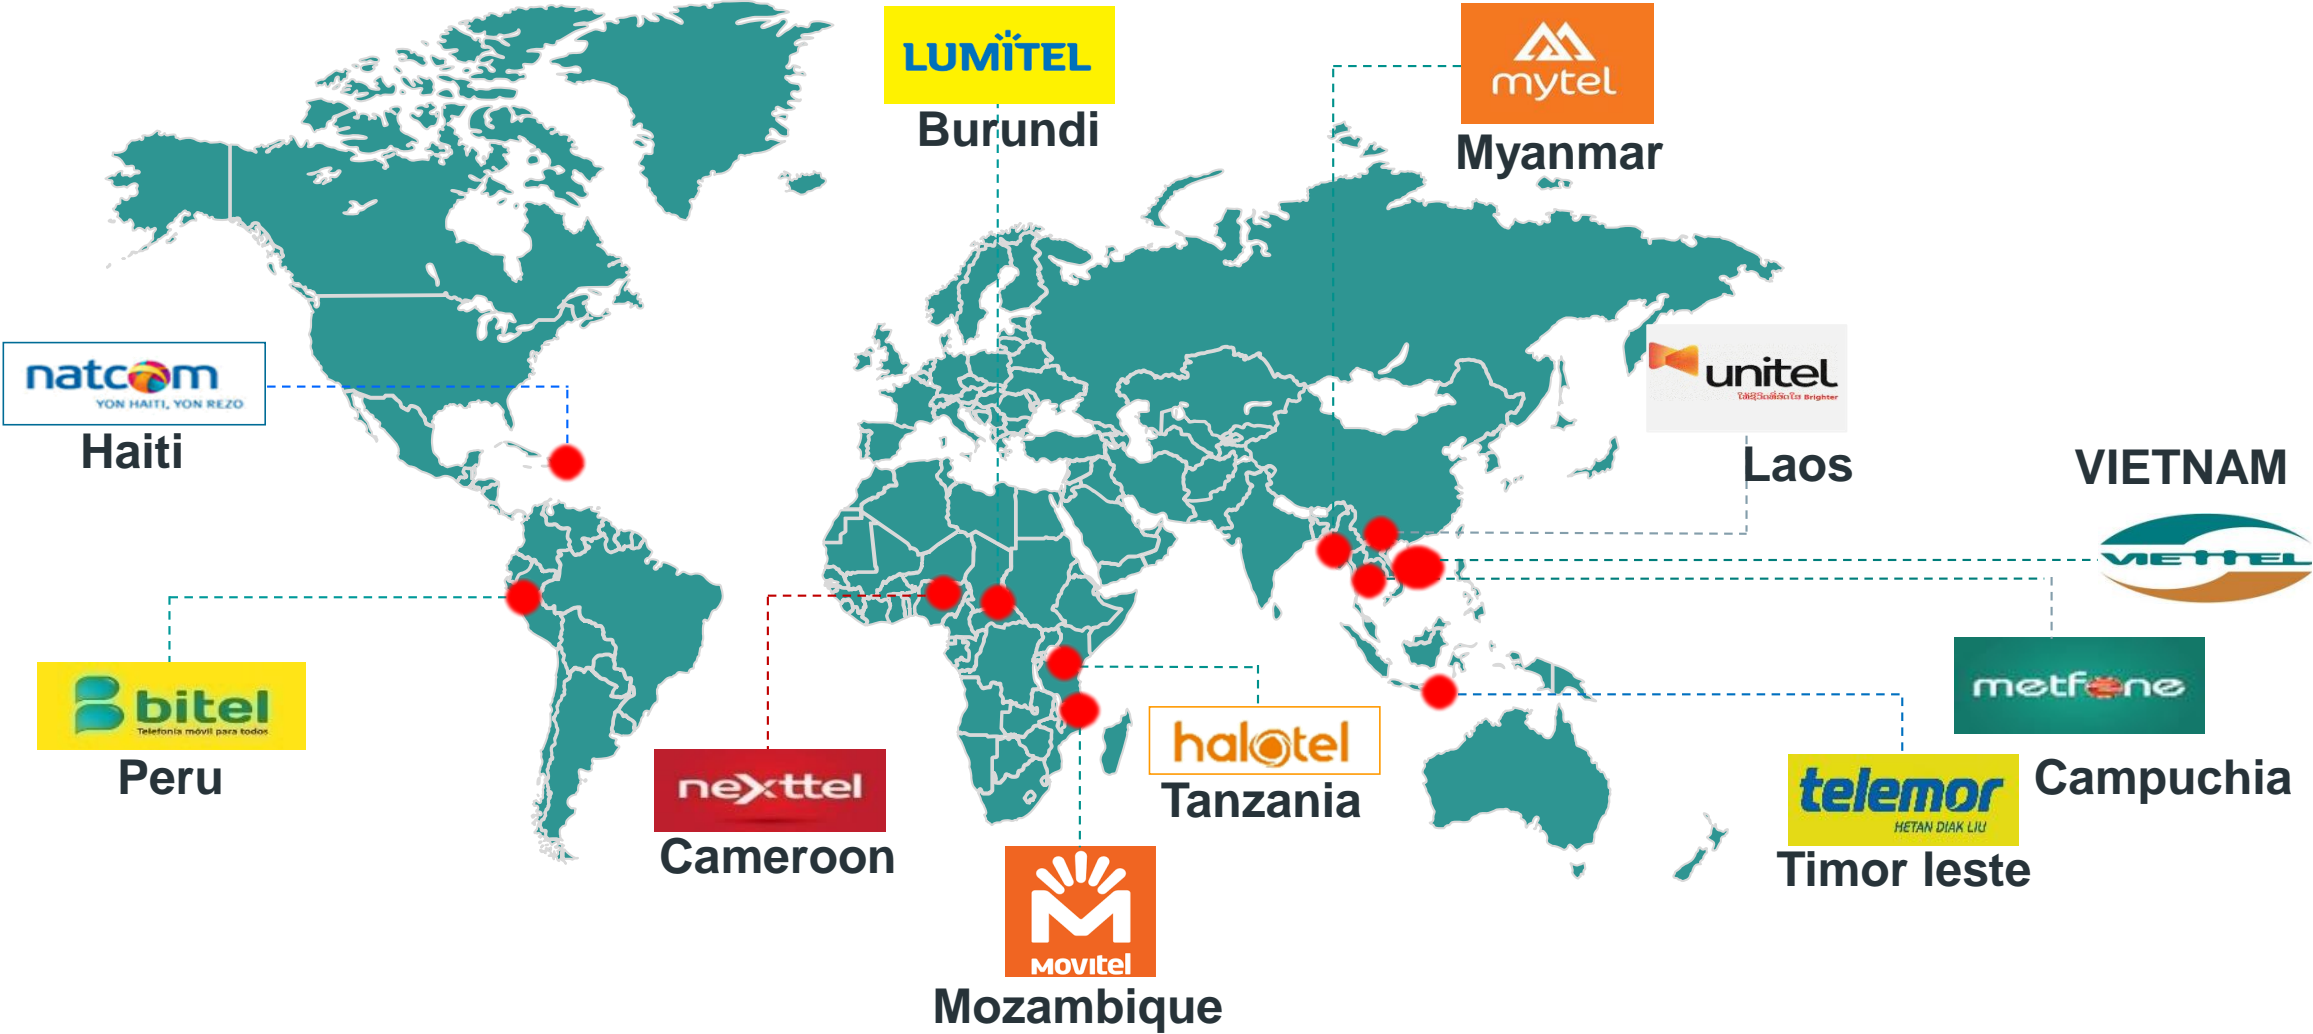 LUMITEL
Burundi
mytel
Myanmar
natcom
YON HAITI, YON REZO
Haiti
unitel
Brighter
Laos
VIETNAM
VIETTEL
bitel
Telefonía móvil para todos
Peru
nexttel
Cameroon
halotel
Tanzania
metfone
Campuchia
telemor
HETAN DIAK LIU
Timor leste
MOVITEL
Mozambique